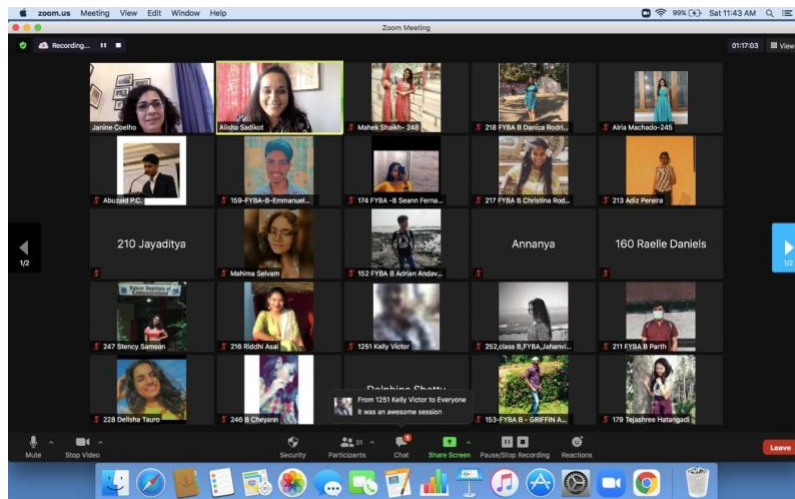 zoom.us Meeting View Edit Window Help
99% Sat 11:43 AM
Zoom Meeting
Recording...
01:17:03 View
Janine Coelho
Alisha Sadikot
Mahek Shaikh- 248
218 FYBA B Danica Rodri...
Alria Machado-245
Abuzaid P.C.
159-FYBA-B-Emmanuel...
174 FYBA -B Seann Ferna...
217 FYBA B Christina Rod...
213 Adiz Pereira
1/2
210 Jayaditya
Mahima Selvam
152 FYBA B Adrian Andav...
Annanya
160 Raelle Daniels
1/2
247 Stency Samson
216 Riddhi Asal
1251 Kelly Victor
252,class B,FYBA,Jahanvi...
211 FYBA B Parth
228 Delisha Tauro
246 B Cheyann
From 1251 Kelly Victor to Everyone
It was an awesome session
153-FYBA B - GRIFFIN A...
179 Tejashree Hatangadi
Mute
Stop Video
Security
31
Participants
1
Chat
Share Screen
Pause/Stop Recording
Reactions
Leave